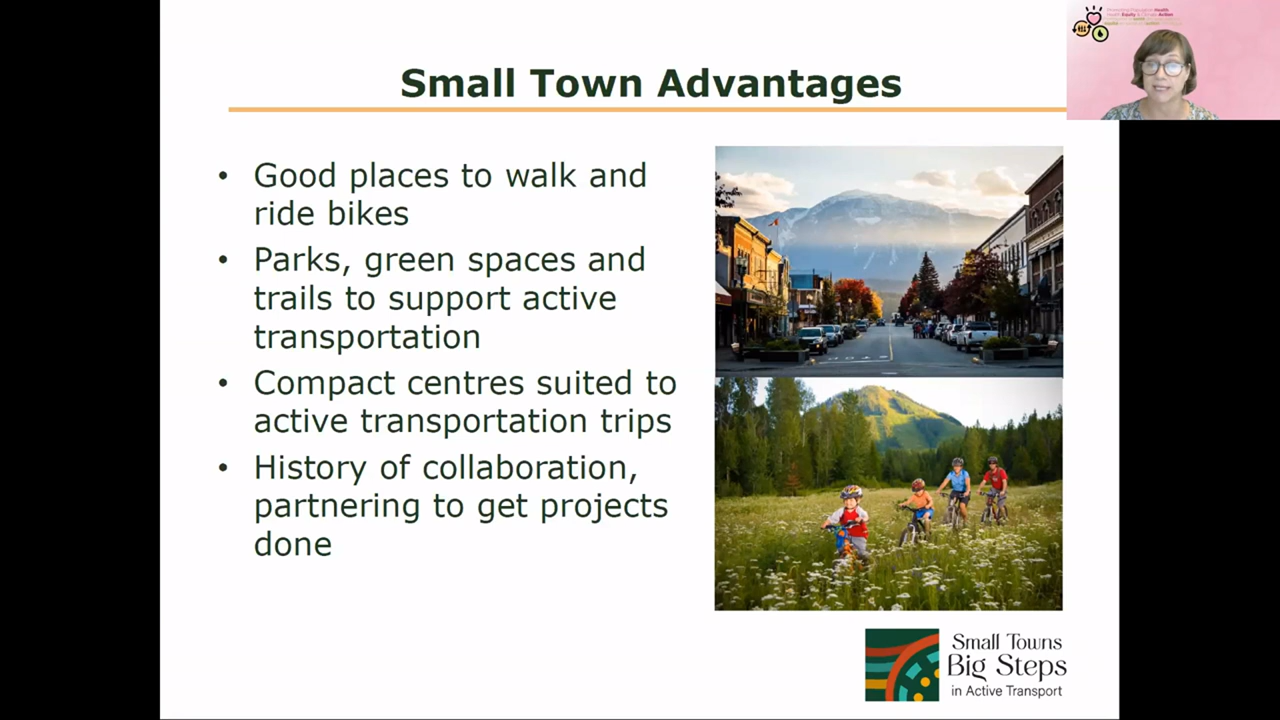 Small Town Advantages
• Good places to walk and
ride bikes
• Parks, green spaces and
trails to support active
transportation
• Compact centres suited to
active transportation trips
• History of collaboration,
partnering to get projects
done
Small Towns
Big Steps
in Active Transport